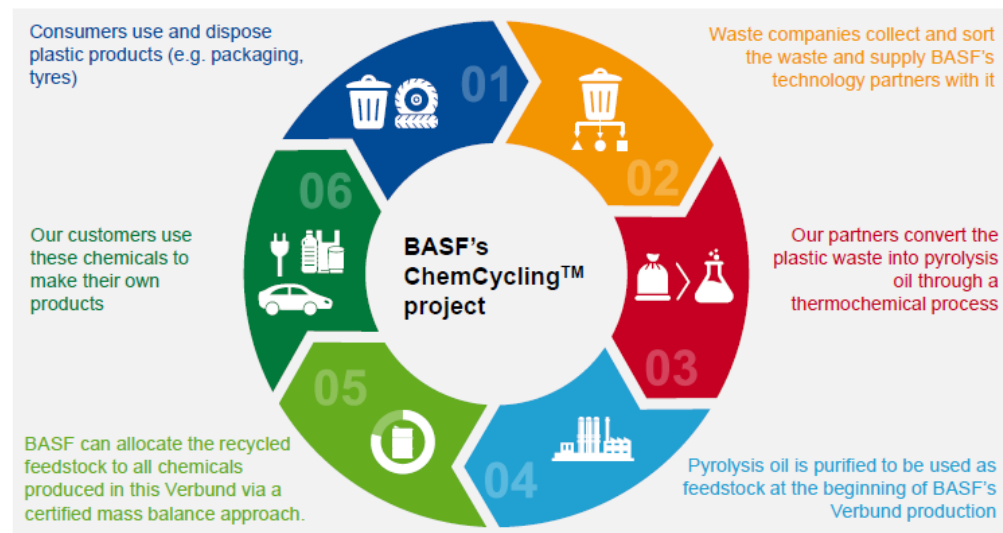 Consumers use and dispose
plastic products (e.g. packaging,
tyres)
01
Waste companies collect and sort
the waste and supply BASF's
technology partners with it
02
Our partners convert the
plastic waste into pyrolysis
oil through a
thermochemical process
03
Pyrolysis oil is purified to be used as
feedstock at the beginning of BASF's
Verbund production
04
BASF can allocate the recycled
feedstock to all chemicals
produced in this Verbund via a
certified mass balance approach.
05
Our customers use
these chemicals to
make their own
products
06
BASF's
ChemCycling™
project